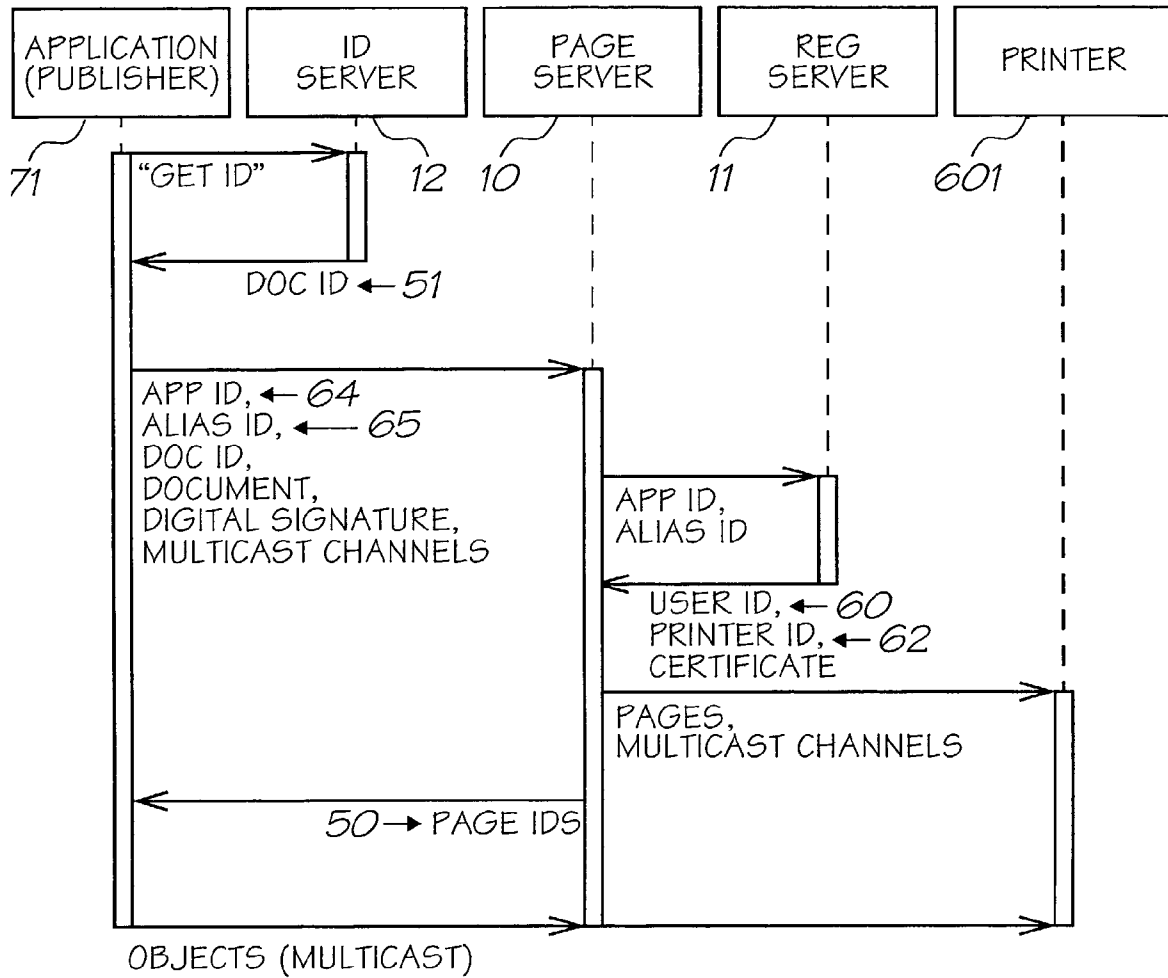 APPLICATION
(PUBLISHER)
ID
SERVER
PAGE
SERVER
REG
SERVER
PRINTER
71
12
10
11
601
“GET ID”
DOC ID ← 51
APP ID, ← 64
ALIAS ID, ← 65
DOC ID,
DOCUMENT,
DIGITAL SIGNATURE,
MULTICAST CHANNELS
APP ID,
ALIAS ID
USER ID, ← 60
PRINTER ID, ← 62
CERTIFICATE
PAGES,
MULTICAST CHANNELS
50 → PAGE IDS
OBJECTS (MULTICAST)